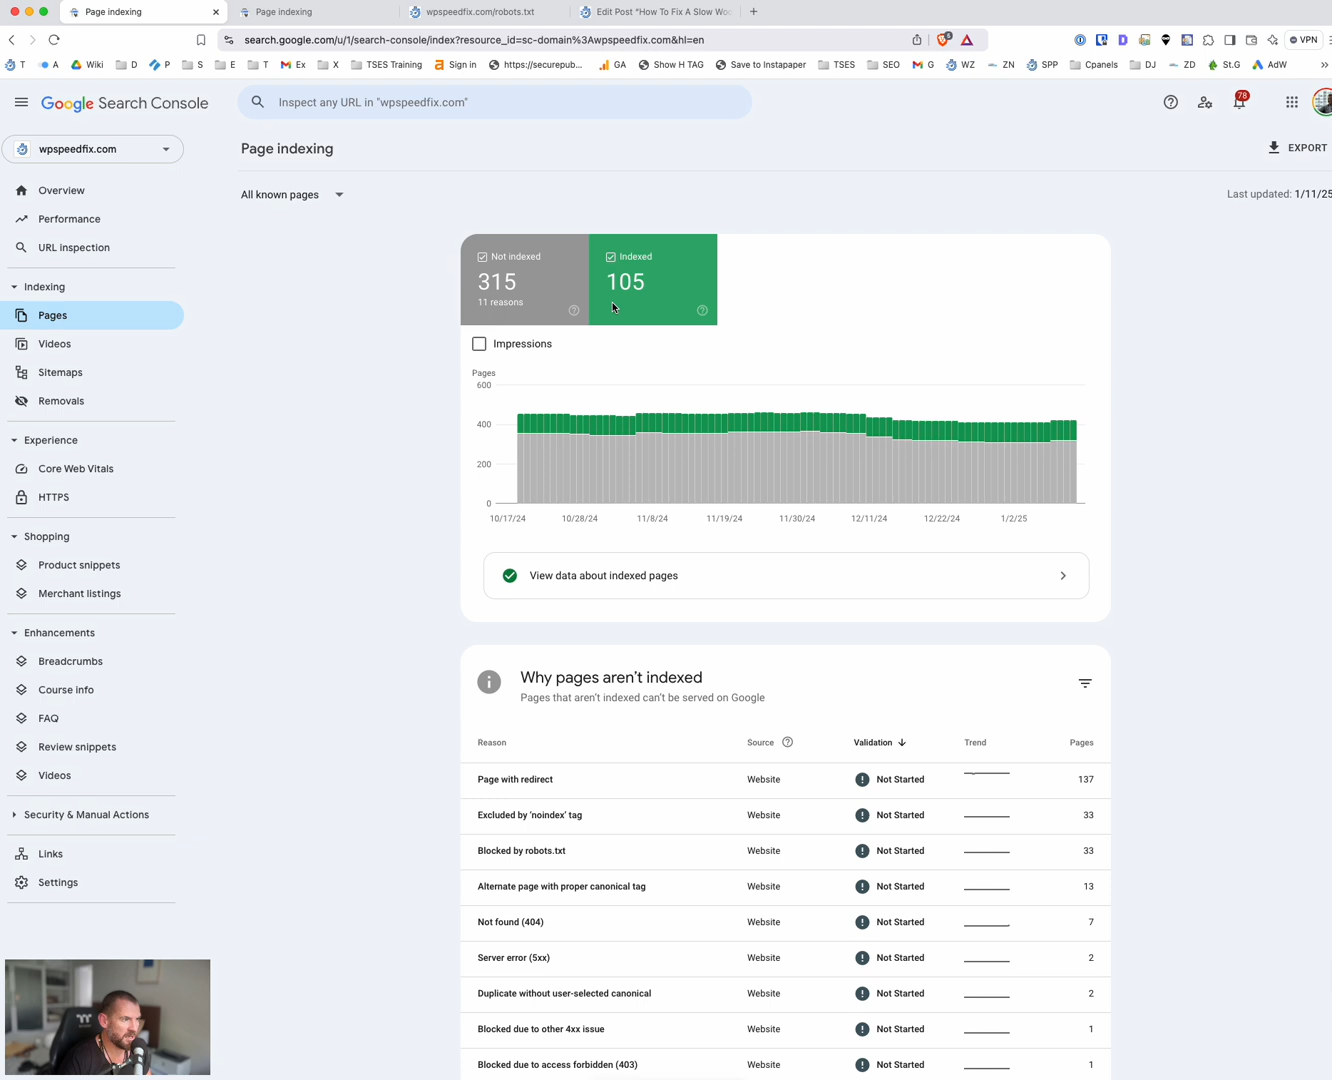 Page indexing
Page indexing
wpspeedfix.com/robots.txt
Edit Post "How To Fix A Slow Woo
search.google.com/u/1/search-console/index?resource_id=sc-domain%3Awpspeedfix.com&hl=en
6
VPN
T
A
Wiki
D
P
S
E
T
Ex
X
TSES Training
Sign in
https://securepub...
GA
Show H TAG
Save to Instapaper
TSES
SEO
G
WZ
ZN
SPP
Cpanels
DJ
ZD
St.G
AdW
Google Search Console
Inspect any URL in "wpspeedfix.com"
78
wpspeedfix.com
Page indexing
EXPORT
All known pages
Last updated: 1/11/25
Overview
Performance
URL inspection
Indexing
Pages
Videos
Sitemaps
Removals
Experience
Core Web Vitals
HTTPS
Shopping
Product snippets
Merchant listings
Enhancements
Breadcrumbs
Course info
FAQ
Review snippets
Videos
Security & Manual Actions
Links
Settings
Not indexed
315
11 reasons
Indexed
105
Impressions
Pages
600
400
200
0
10/17/24 10/28/24 11/8/24 11/19/24 11/30/24 12/11/24 12/22/24 1/2/25
View data about indexed pages
Why pages aren't indexed
Pages that aren't indexed can't be served on Google
Reason Source Validation Trend Pages
Page with redirect Website Not Started 137
Excluded by 'noindex' tag Website Not Started 33
Blocked by robots.txt Website Not Started 33
Alternate page with proper canonical tag Website Not Started 13
Not found (404) Website Not Started 7
Server error (5xx) Website Not Started 2
Duplicate without user-selected canonical Website Not Started 2
Blocked due to other 4xx issue Website Not Started 1
Blocked due to access forbidden (403) Website Not Started 1